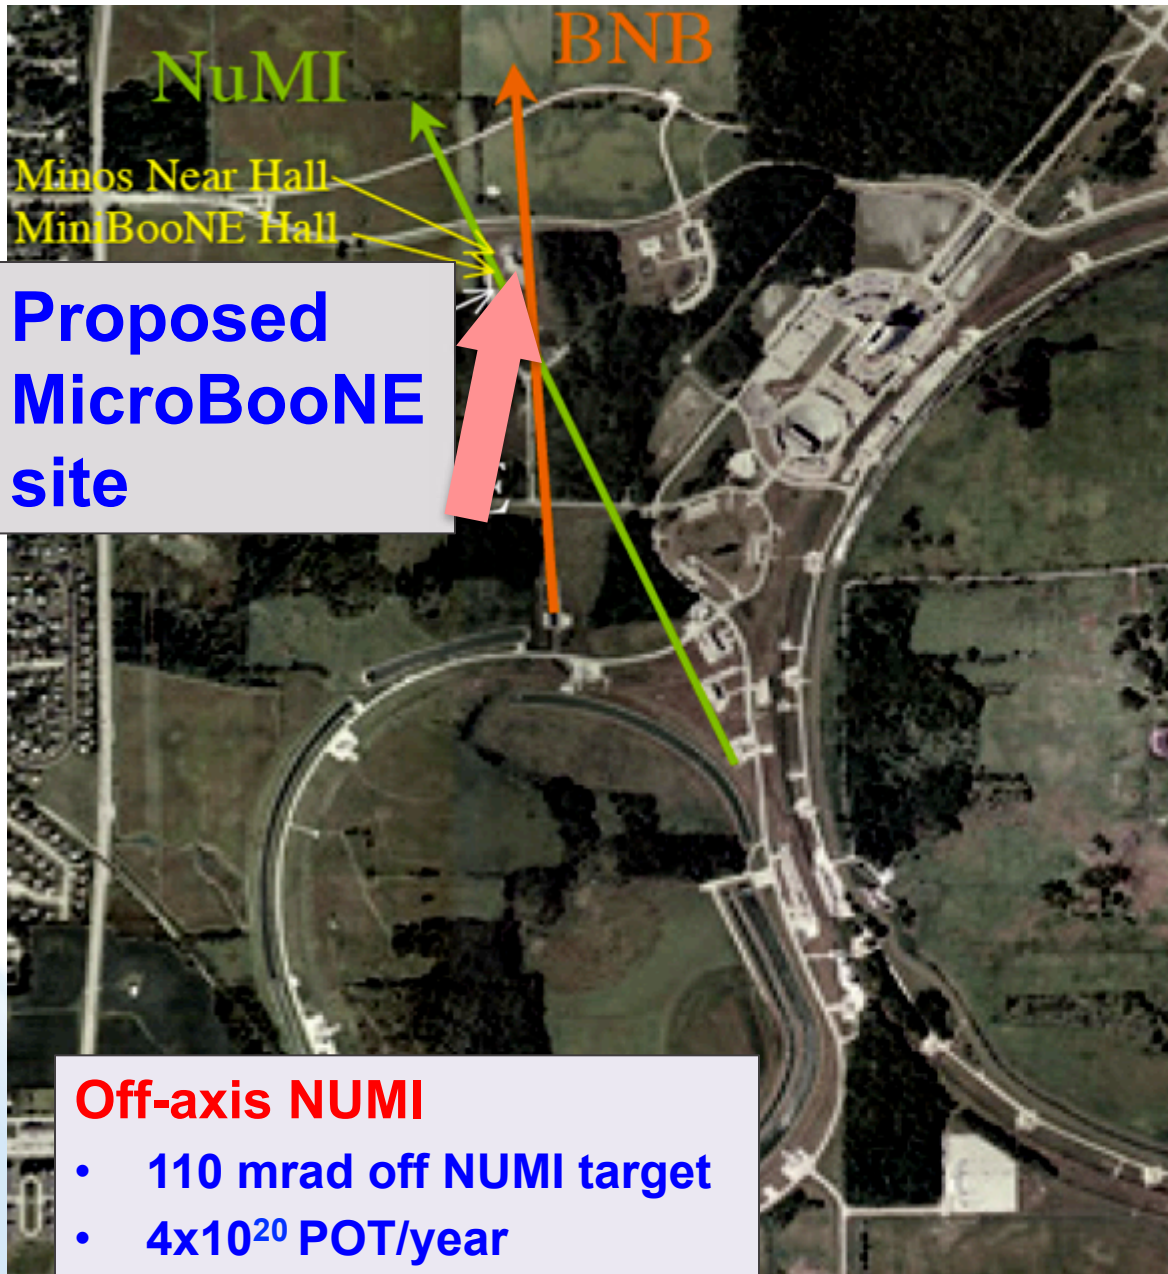 NuMI
BNB
Minos Near Hall
MiniBooNE Hall
Proposed
MicroBooNE
site
Off-axis NUMI
• 110 mrad off NUMI target
• 4x10²⁰ POT/year